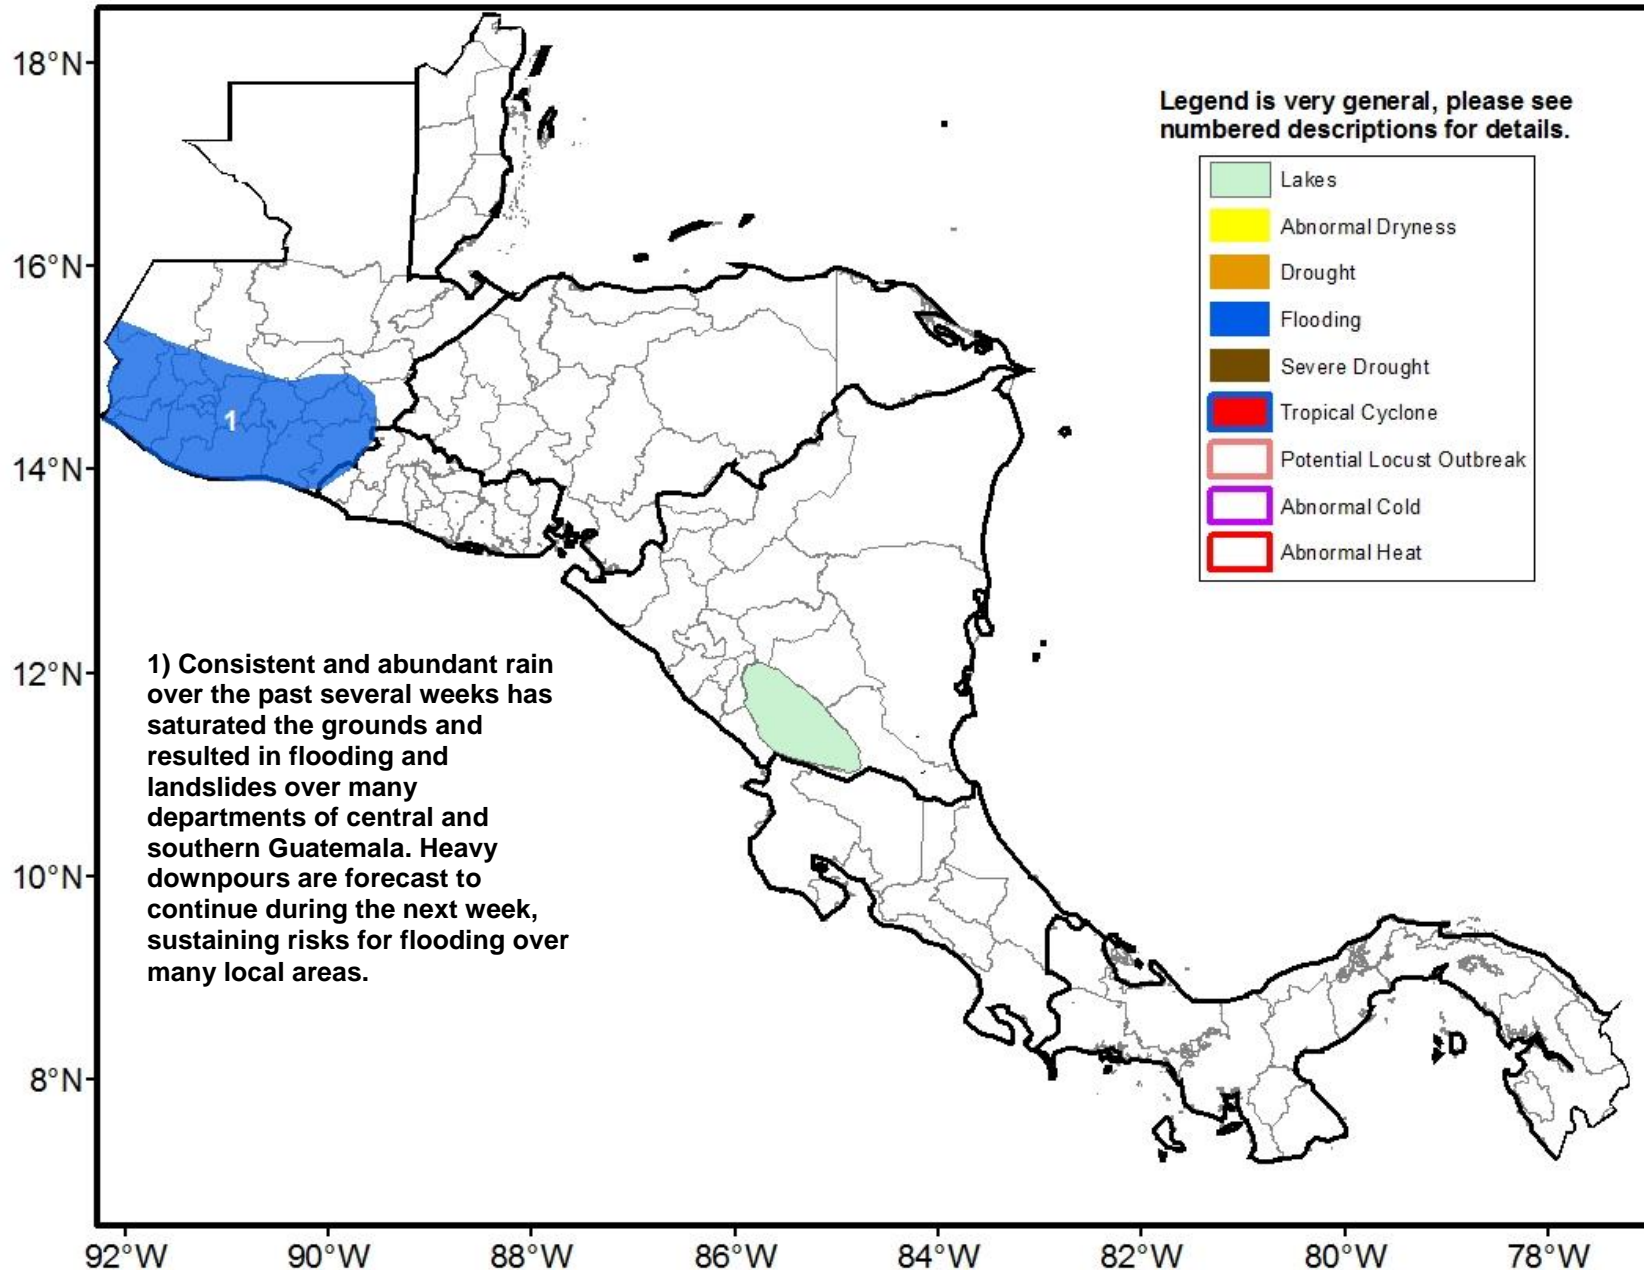 18°N
16°N
14°N
12°N
10°N
8°N
Legend is very general, please see
numbered descriptions for details.
Lakes
Abnormal Dryness
Drought
Flooding
Severe Drought
Tropical Cyclone
Potential Locust Outbreak
Abnormal Cold
Abnormal Heat
1
1) Consistent and abundant rain
over the past several weeks has
saturated the grounds and
resulted in flooding and
landslides over many
departments of central and
southern Guatemala. Heavy
downpours are forecast to
continue during the next week,
sustaining risks for flooding over
many local areas.
92°W 90°W 88°W 86°W 84°W 82°W 80°W 78°W